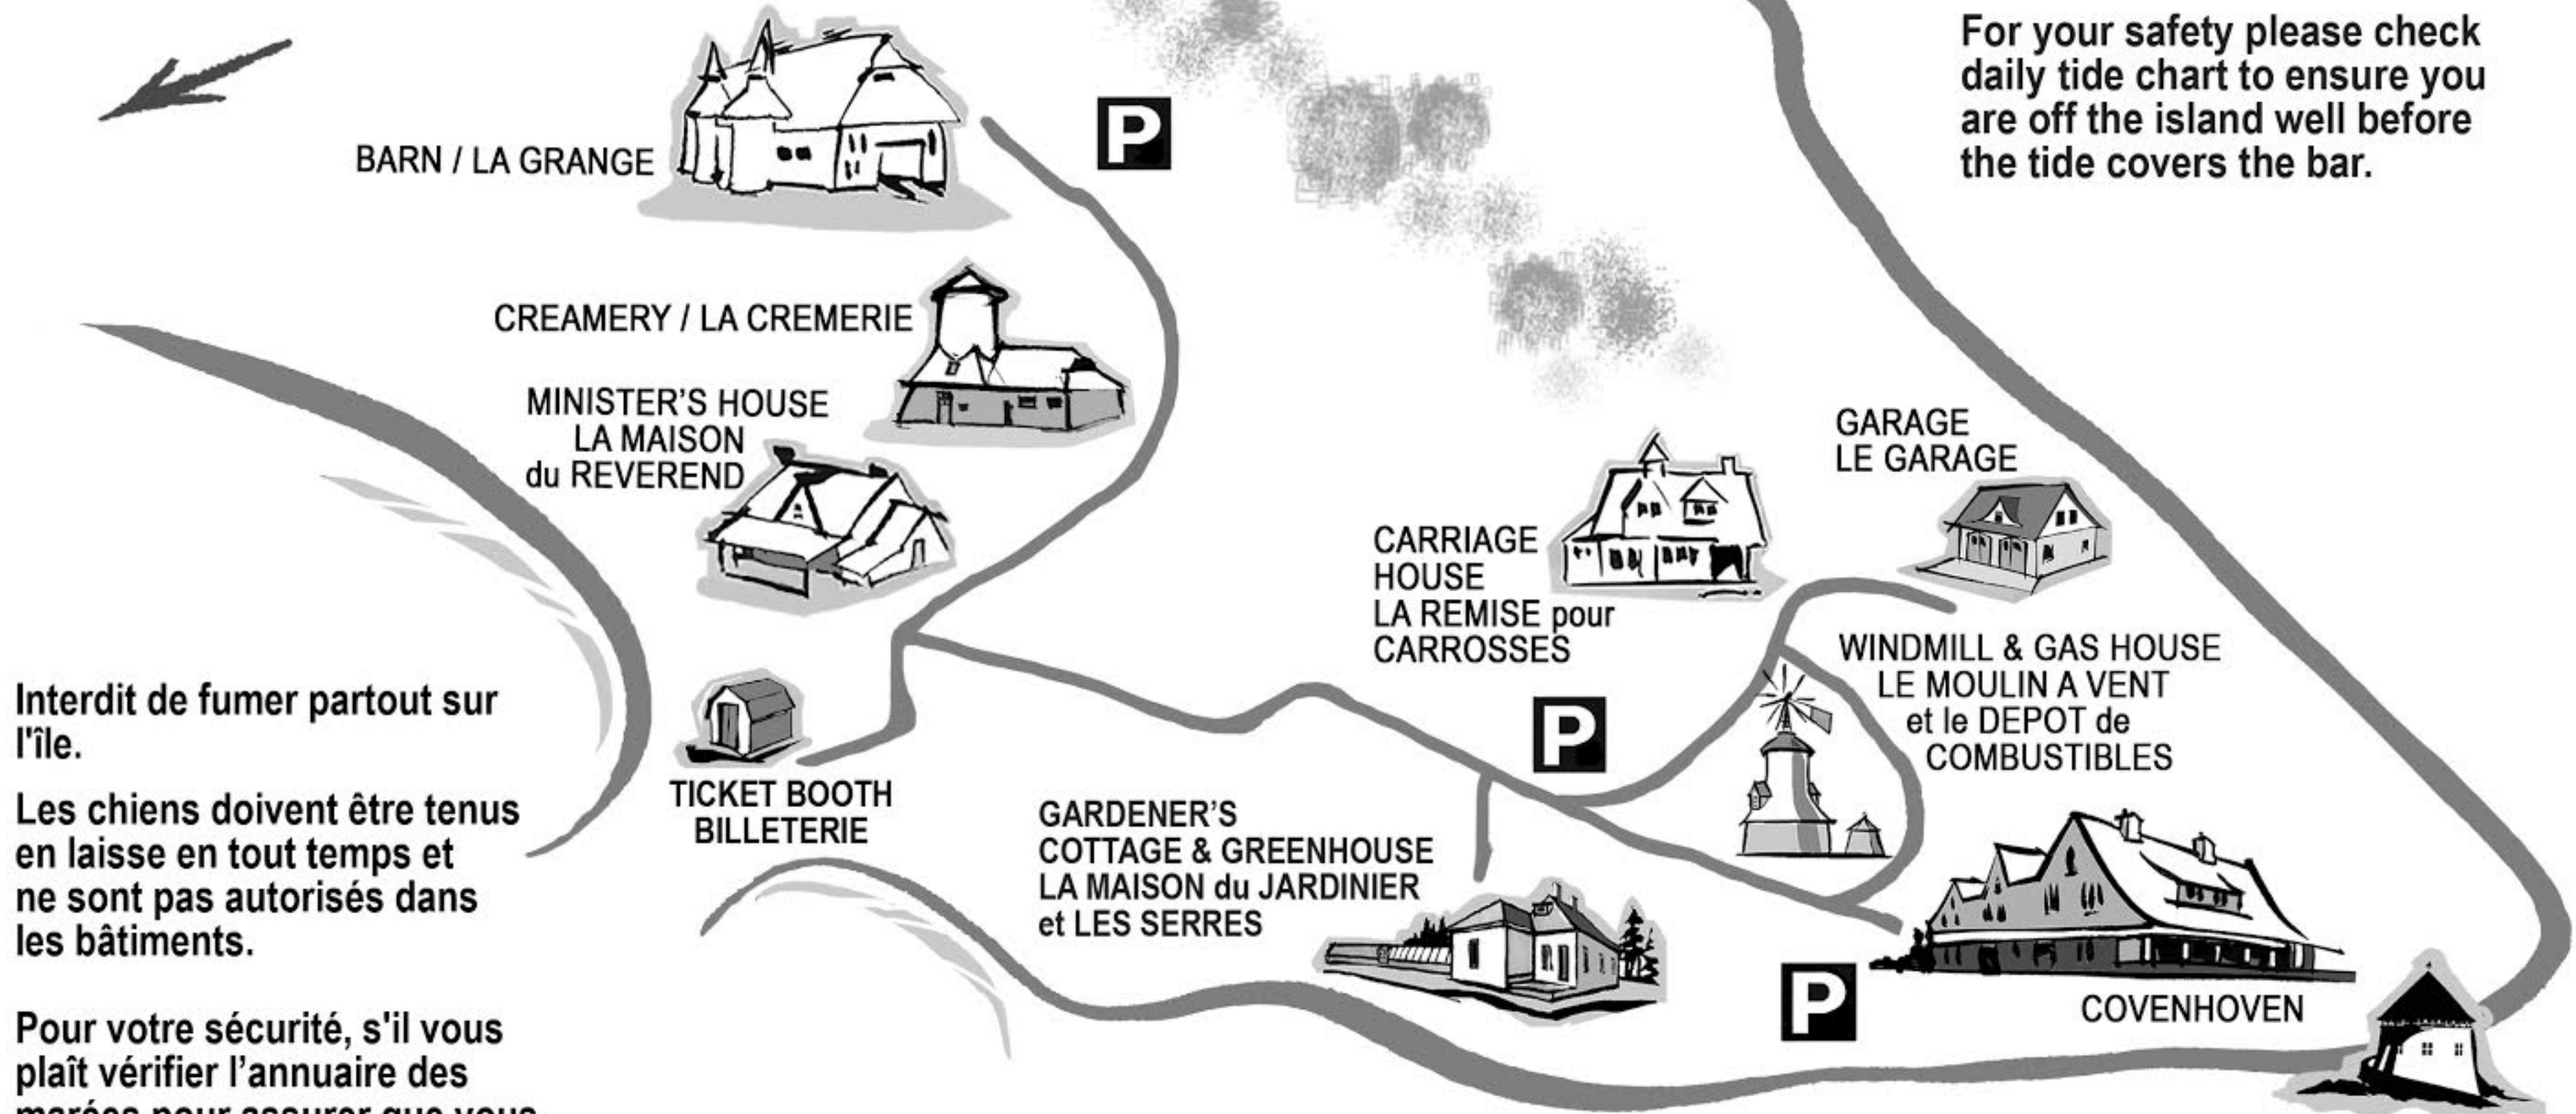 For your safety please check
daily tide chart to ensure you
are off the island well before
the tide covers the bar.
P
BARN / LA GRANGE
CREAMERY / LA CREMERIE
MINISTER'S HOUSE
LA MAISON
du REVEREND
GARAGE
LE GARAGE
CARRIAGE
HOUSE
LA REMISE pour
CARROSSES
WINDMILL & GAS HOUSE
LE MOULIN A VENT
et le DEPOT de
COMBUSTIBLES
P
TICKET BOOTH
BILLETERIE
GARDENER'S
COTTAGE & GREENHOUSE
LA MAISON du JARDINIER
et LES SERRES
P
COVENHOVEN
Interdit de fumer partout sur
l'île.
Les chiens doivent être tenus
en laisse en tout temps et
ne sont pas autorisés dans
les bâtiments.
Pour votre sécurité, s'il vous
plaît vérifier l'annuaire des
marées pour assurer que vous